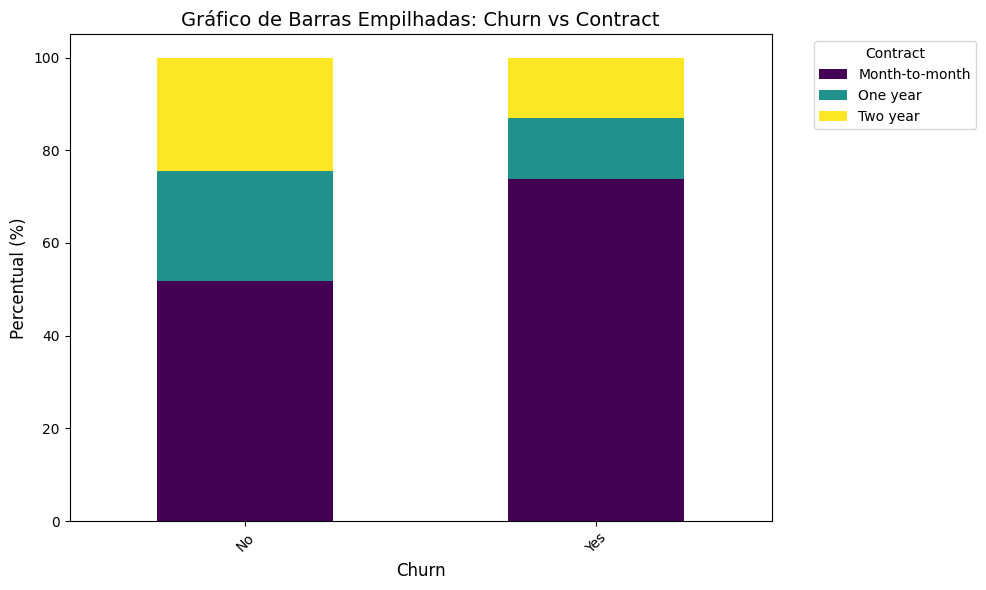 Gráfico de Barras Empilhadas: Churn vs Contract
Contract
Month-to-month
One year
Two year
Percentual (%)
100
80
60
40
20
0
No
Yes
Churn